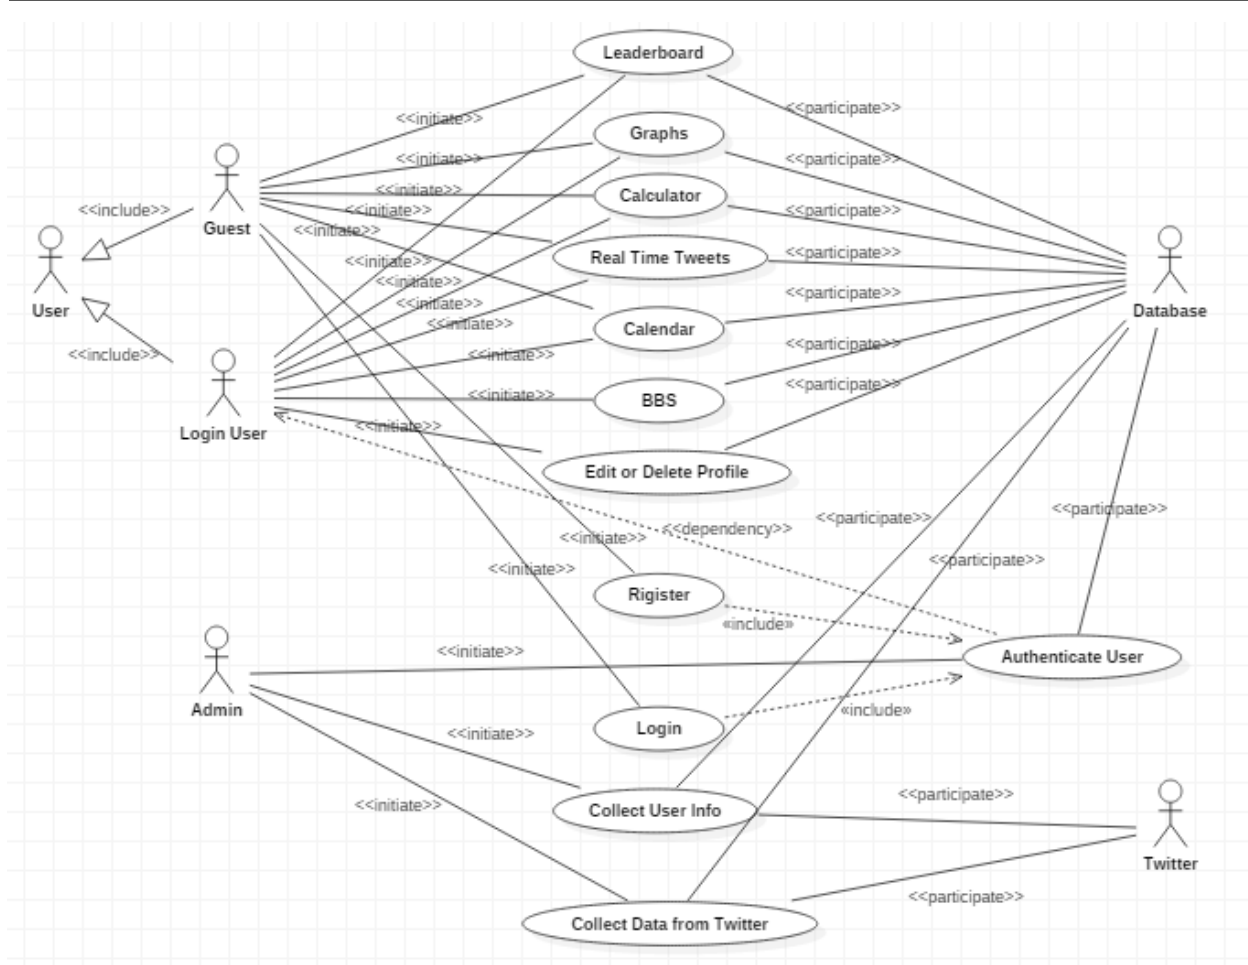 Leaderboard
<<initiate>>
<<participate>>
Graphs
<<initiate>>
<<participate>>
Calculator
<<initiate>>
<<include>>
<<initiate>>
<<participate>>
Guest
<<initiate>>
Real Time Tweets
<<participate>>
<<initiate>>
<<initiate>>
<<participate>>
User
<<initiate>>
Database
<<initiate>>
Calendar
<<participate>>
<<include>>
<<initiate>>
<<participate>>
<<initiate>>
BBS
Login User
<<initiate>>
Edit or Delete Profile
<<participate>>
<<participate>>
<<dependency>>
<<initiate>>
<<participate>>
<<initiate>>
Rigister
«include»
<<initiate>>
Authenticate User
Admin
«include»
Login
<<initiate>>
<<participate>>
<<initiate>>
Collect User Info
Twitter
<<participate>>
Collect Data from Twitter